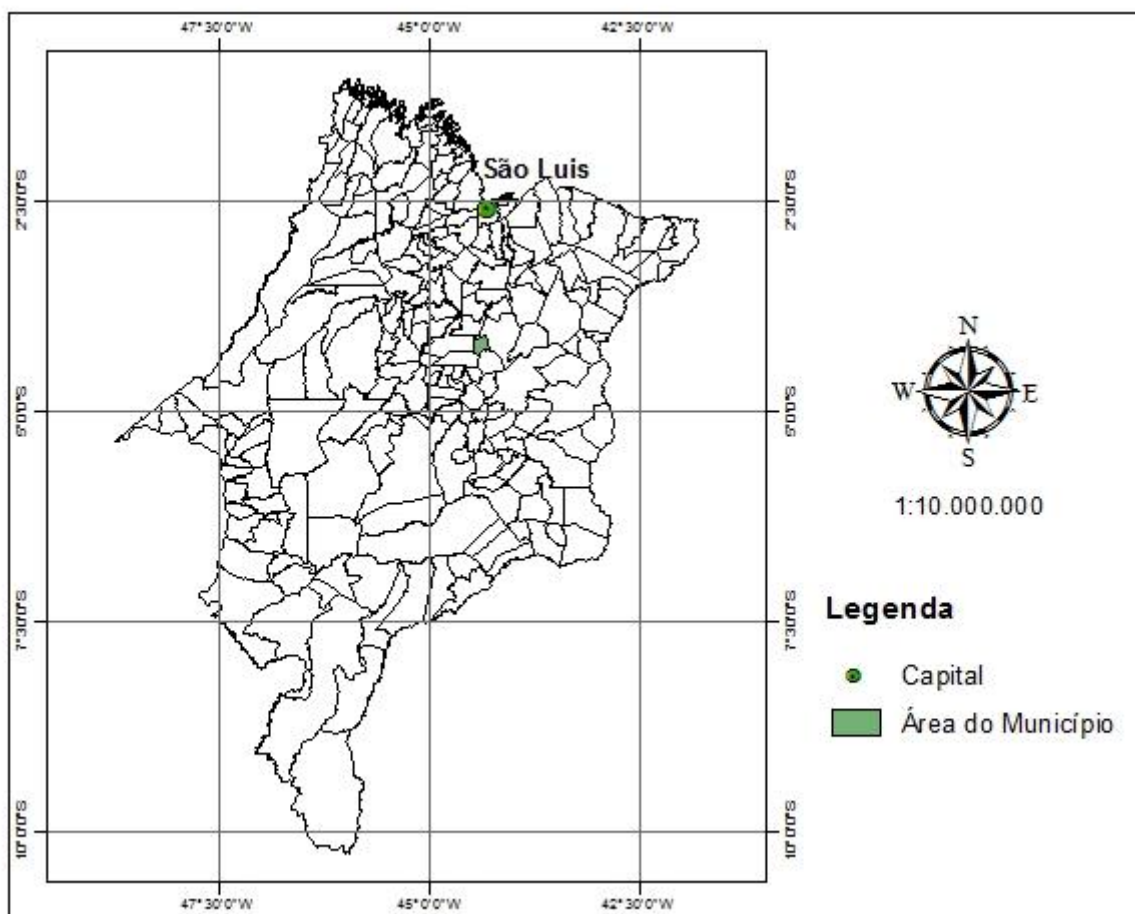 47°30'0"W 45°0'0"W 42°30'0"W
São Luis
2°30'0"S 2°30'0"S
5°0'0"S 5°0'0"S
7°30'0"S 7°30'0"S
10°0'0"S 10°0'0"S
47°30'0"W 45°0'0"W 42°30'0"W
N
W E
S
1:10.000.000
Legenda
Capital
Área do Município